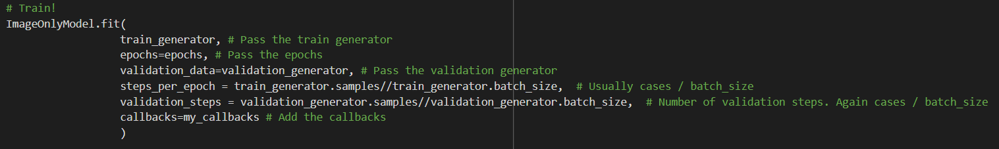 # Train!
ImageOnlyModel.fit(
train_generator, # Pass the train generator
epochs=epochs, # Pass the epochs
validation_data=validation_generator, # Pass the validation generator
steps_per_epoch = train_generator.samples//train_generator.batch_size,  # Usually cases / batch_size
validation_steps = validation_generator.samples//validation_generator.batch_size,  # Number of validation steps. Again cases / batch_size
callbacks=my_callbacks # Add the callbacks
)